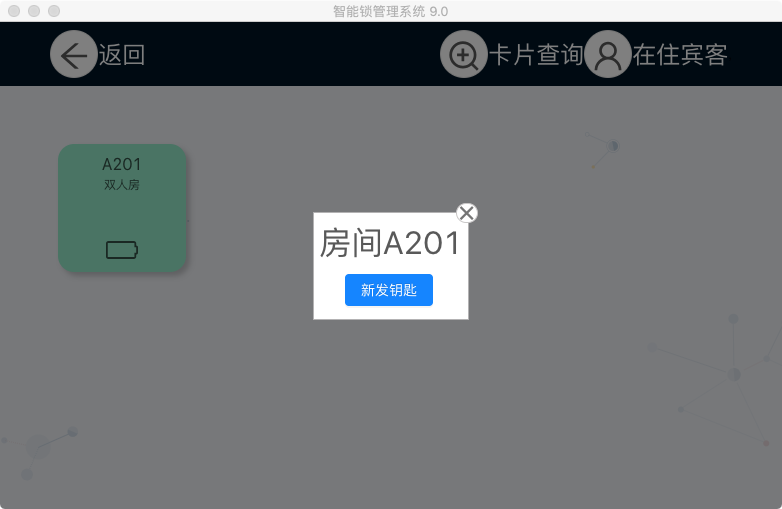 智能锁管理系统 9.0
返回
卡片查询
在住宾客
A201
双人房
房间A201
新发钥匙